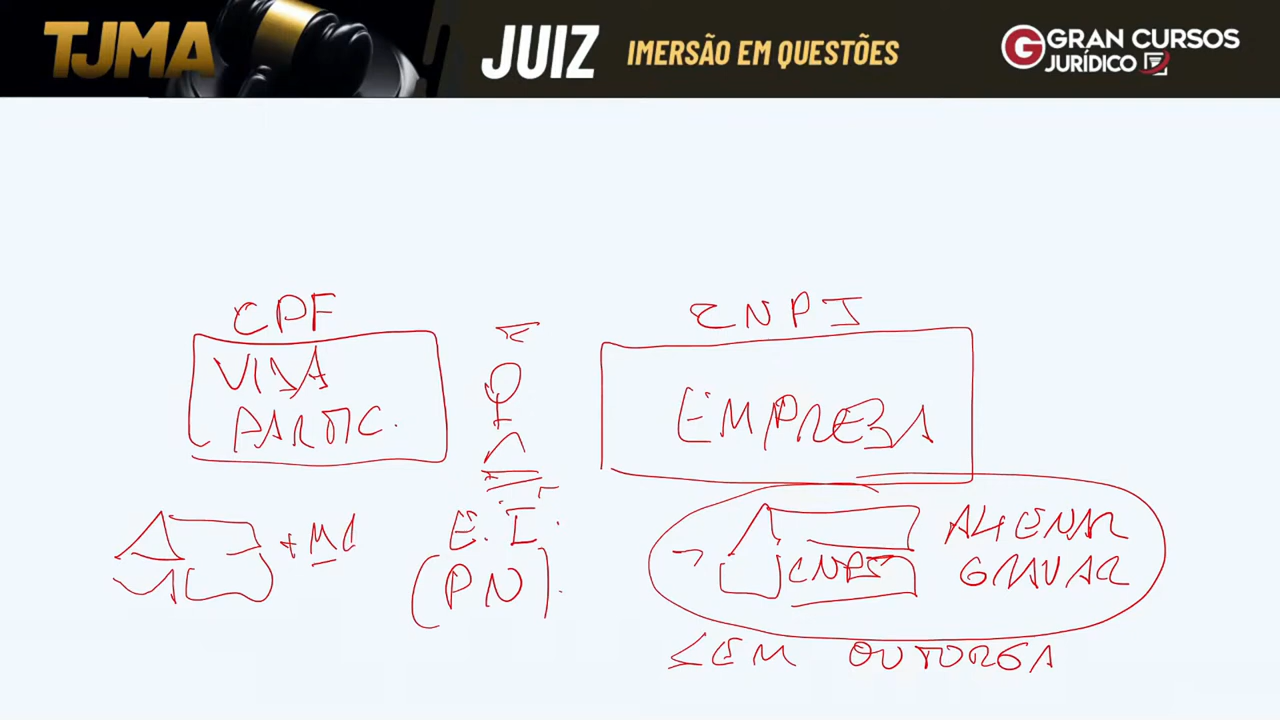 TJMA
JUIZ
IMERSÃO EM QUESTÕES
GRAN CURSOS
JURÍDICO
CPF
VIDA
PARTIC.
E.I.
(PN).
CNPJ
EMPRESA
CNPJ
ALIENAR
GRAVAR
SEM OUTORGA